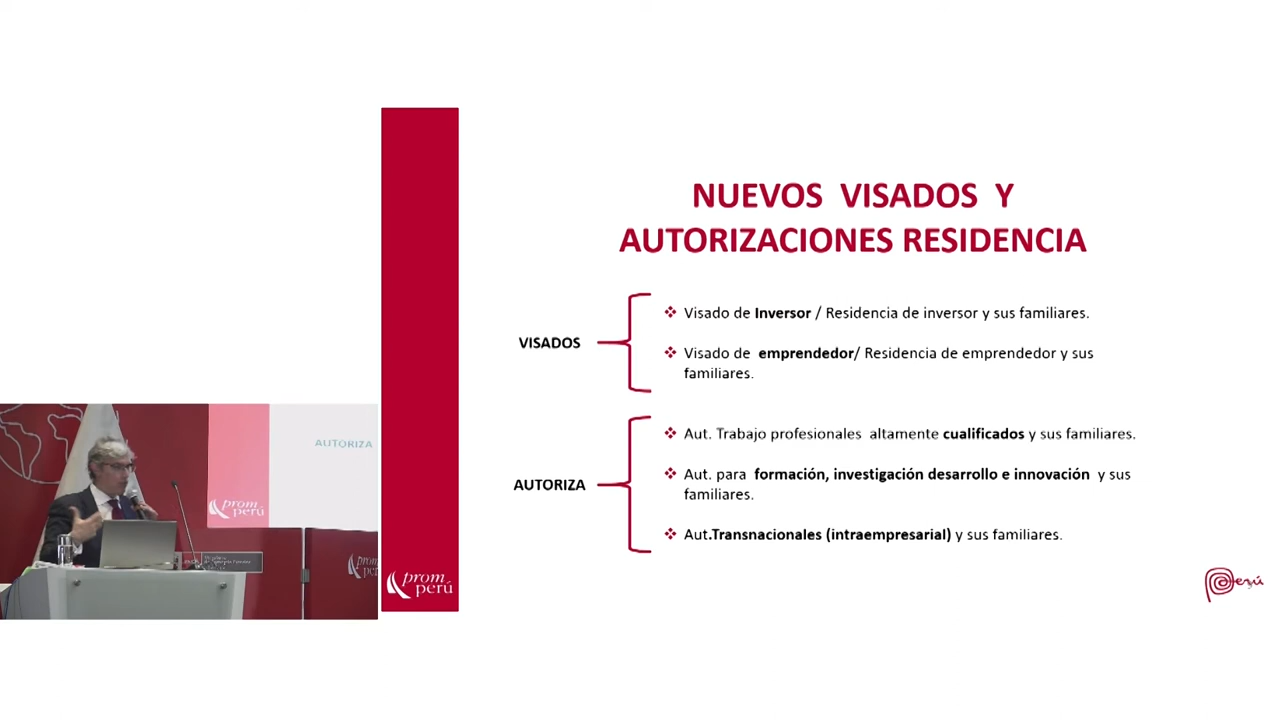 NUEVOS VISADOS Y
AUTORIZACIONES RESIDENCIA
VISADOS
Visado de Inversor / Residencia de inversor y sus familiares.
Visado de emprendedor/ Residencia de emprendedor y sus
familiares.
AUTORIZA
Aut. Trabajo profesionales altamente cualificados y sus familiares.
Aut. para formación, investigación desarrollo e innovación y sus
familiares.
Aut.Transnacionales (intraempresarial) y sus familiares.
prom
perú
Perú
AUTORIZA
prom
perú
prom